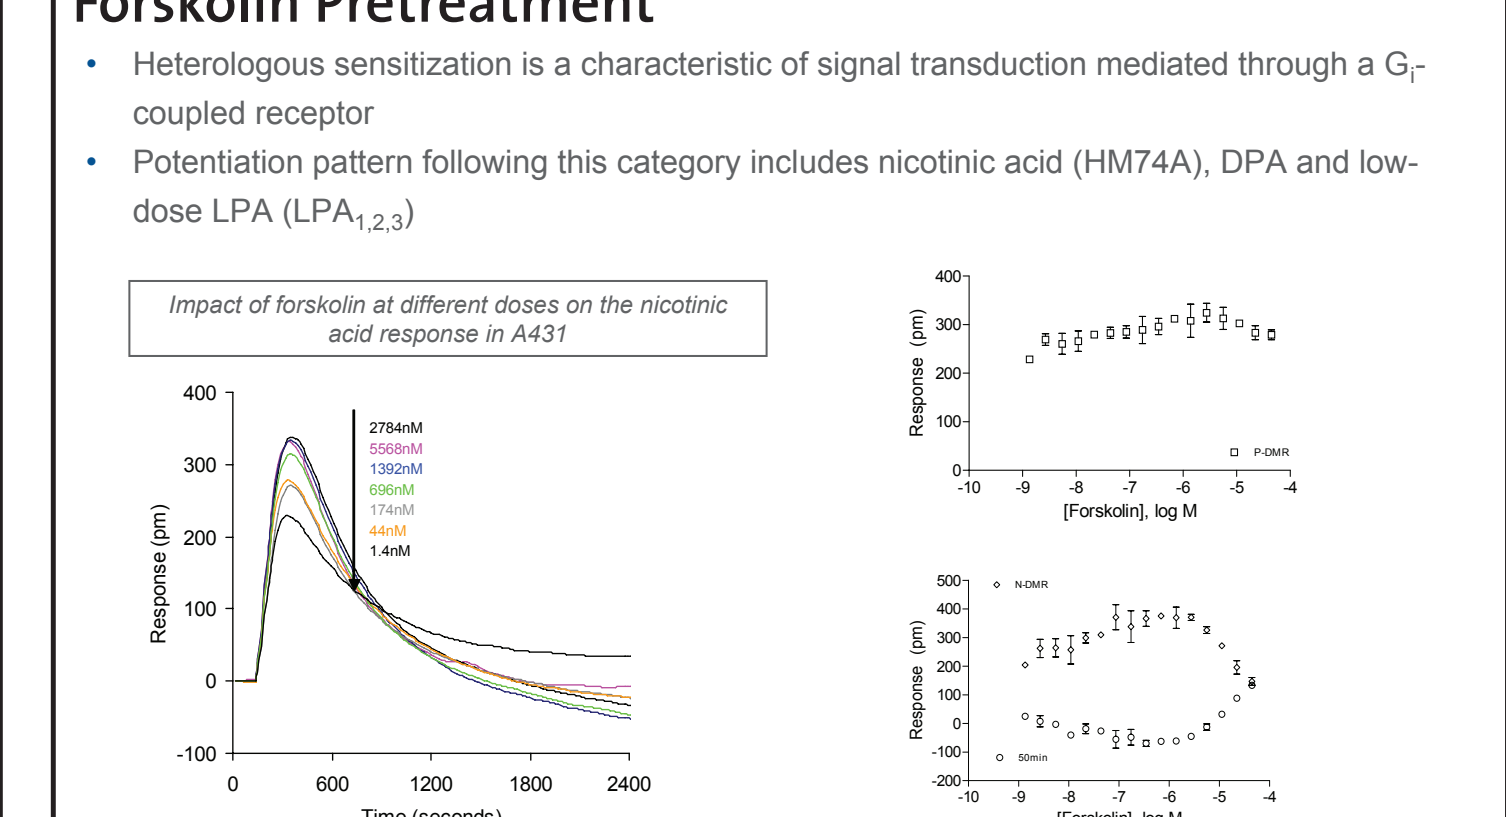 Forskolin Pretreatment
• Heterologous sensitization is a characteristic of signal transduction mediated through a Gi-
coupled receptor
• Potentiation pattern following this category includes nicotinic acid (HM74A), DPA and low-
dose LPA (LPA1,2,3)
Impact of forskolin at different doses on the nicotinic
acid response in A431
400
300
200
100
0
-100
Response (pm)
2784nM
5568nM
1392nM
696nM
174nM
44nM
1.4nM
0 600 1200 1800 2400
Time (seconds)
400
300
200
100
0
Response (pm)
P-DMR
-10 -9 -8 -7 -6 -5 -4
[Forskolin], log M
500
400
300
200
100
0
-100
-200
Response (pm)
N-DMR
50min
-10 -9 -8 -7 -6 -5 -4
[Forskolin], log M